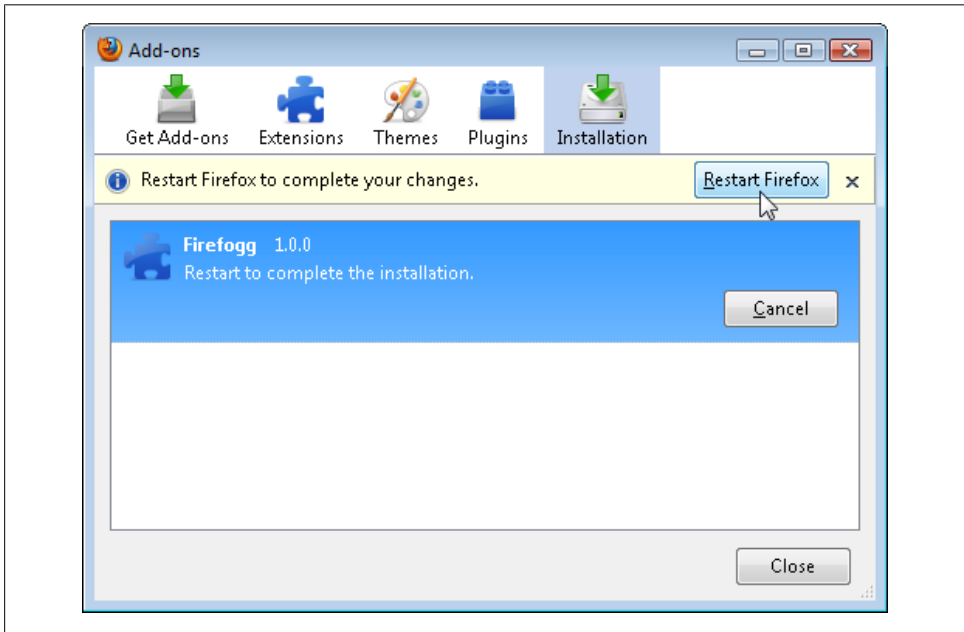 Add-ons
Get Add-ons Extensions Themes Plugins Installation
Restart Firefox to complete your changes. Restart Firefox
Firefogg 1.0.0
Restart to complete the installation.
Cancel
Close